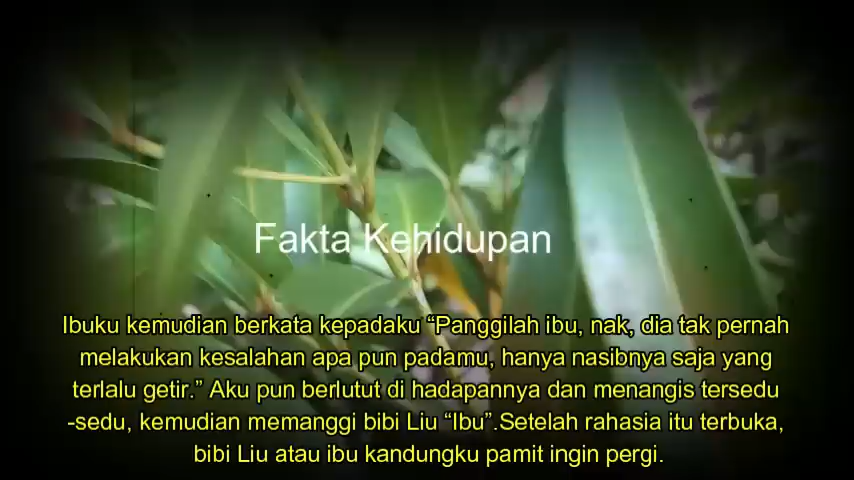 Fakta Kehidupan
Ibuku kemudian berkata kepadaku “Panggilah ibu, nak, dia tak pernah
melakukan kesalahan apa pun padamu, hanya nasibnya saja yang
terlalu getir.” Aku pun berlutut di hadapannya dan menangis tersedu
-sedu, kemudian memanggi bibi Liu “Ibu”.Setelah rahasia itu terbuka,
bibi Liu atau ibu kandungku pamit ingin pergi.